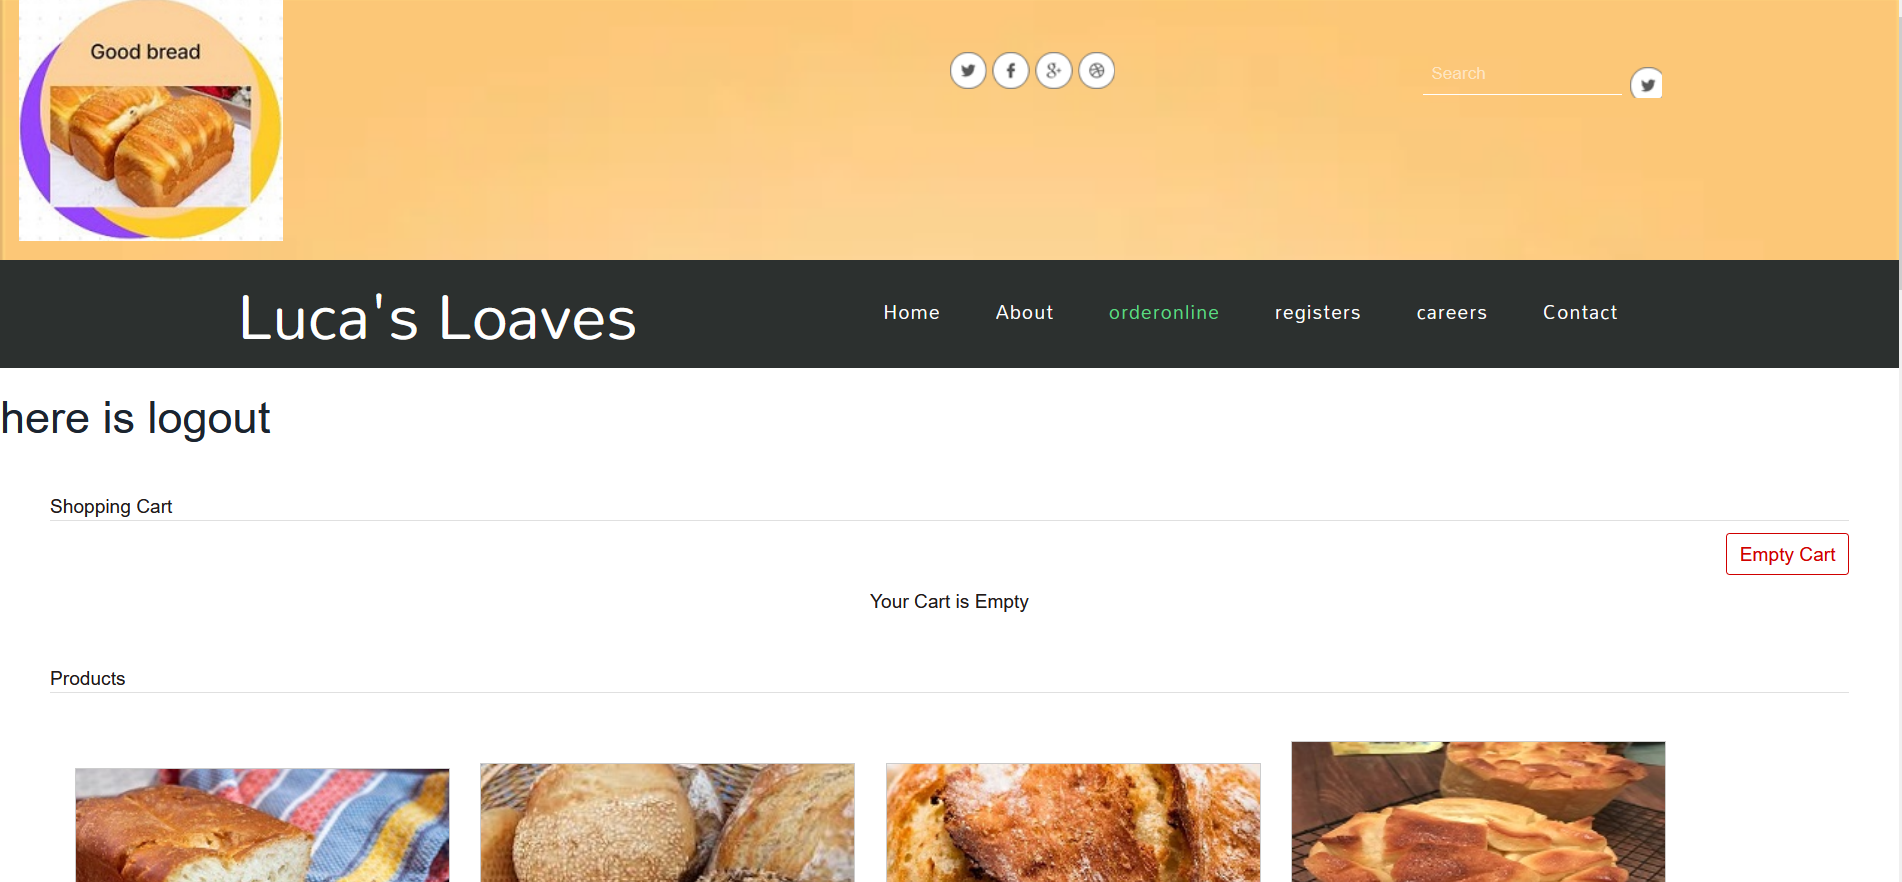 Good bread
Search
Luca's Loaves
Home
About
orderonline
registers
careers
Contact
here is logout
Shopping Cart
Empty Cart
Your Cart is Empty
Products